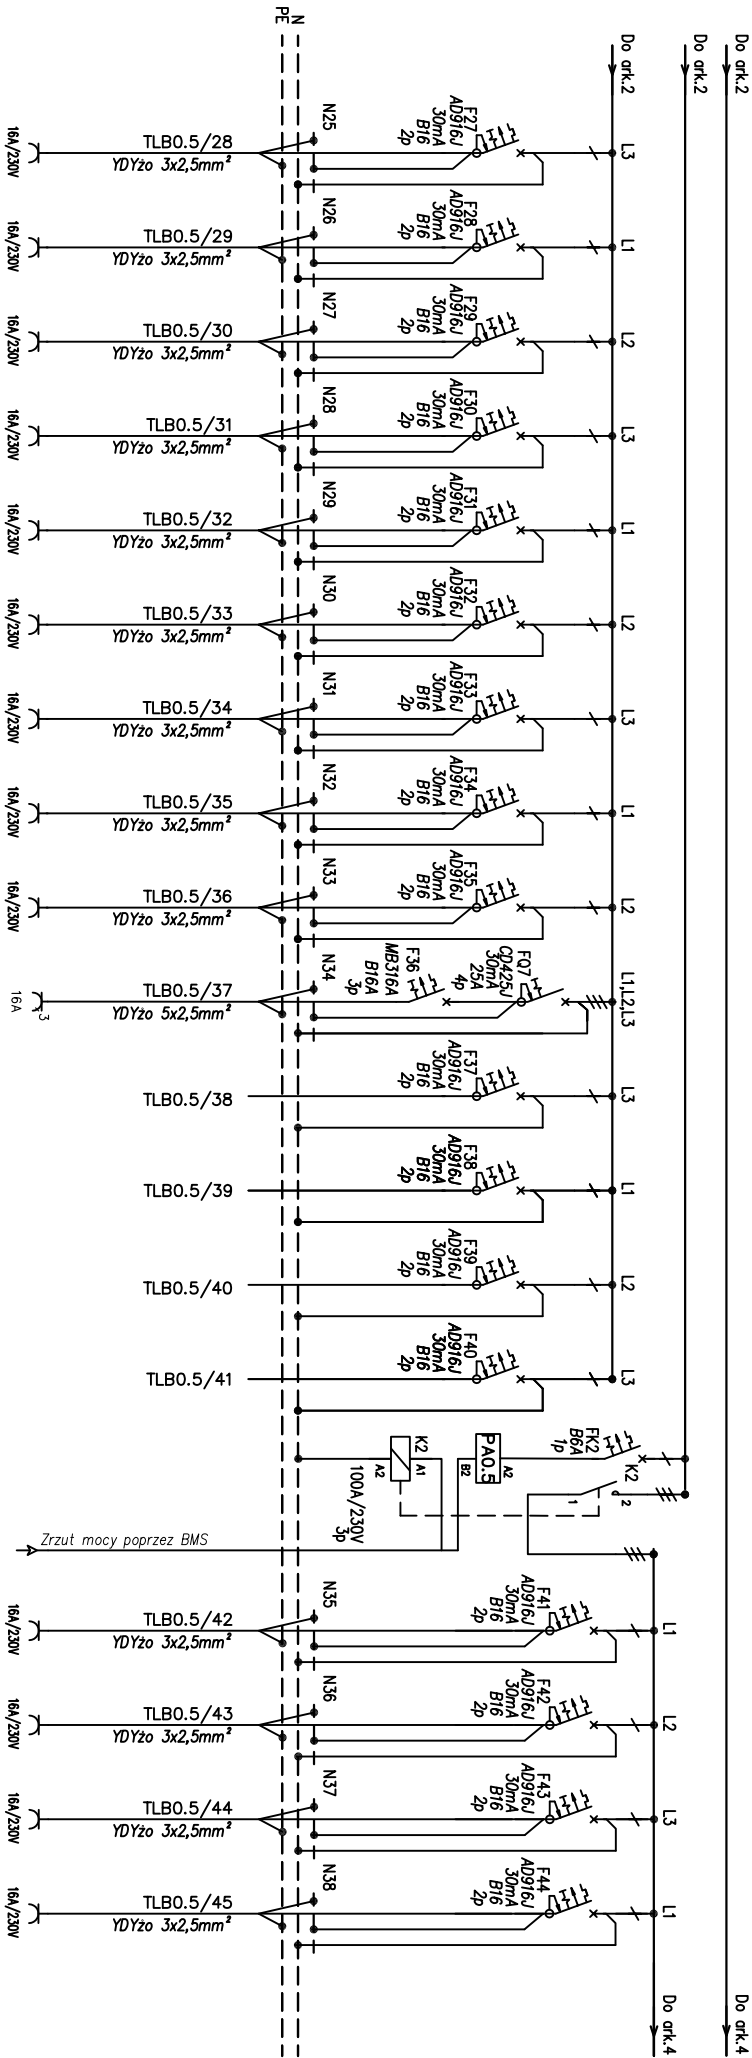 Do ark.2
Do ark.2
Do ark.2
N
PE
L3
F27
AD916J
30mA
B16
2p
N25
TLB0.5/28
YDYżo 3x2,5mm²
16A/230V
L1
F28
AD916J
30mA
B16
2p
N26
TLB0.5/29
YDYżo 3x2,5mm²
16A/230V
L2
F29
AD916J
30mA
B16
2p
N27
TLB0.5/30
YDYżo 3x2,5mm²
16A/230V
L3
F30
AD916J
30mA
B16
2p
N28
TLB0.5/31
YDYżo 3x2,5mm²
16A/230V
L1
F31
AD916J
30mA
B16
2p
N29
TLB0.5/32
YDYżo 3x2,5mm²
16A/230V
L2
F32
AD916J
30mA
B16
2p
N30
TLB0.5/33
YDYżo 3x2,5mm²
16A/230V
L3
F33
AD916J
30mA
B16
2p
N31
TLB0.5/34
YDYżo 3x2,5mm²
16A/230V
L1
F34
AD916J
30mA
B16
2p
N32
TLB0.5/35
YDYżo 3x2,5mm²
16A/230V
L2
F35
AD916J
30mA
B16
2p
N33
TLB0.5/36
YDYżo 3x2,5mm²
16A/230V
L1,L2,L3
FQ7
CD425J
30mA
25A
4p
F36
MB316A
B16A
3p
N34
TLB0.5/37
YDYżo 5x2,5mm²
3
16A
L3
F37
AD916J
30mA
B16
2p
TLB0.5/38
L1
F38
AD916J
30mA
B16
2p
TLB0.5/39
L2
F39
AD916J
30mA
B16
2p
TLB0.5/40
L3
F40
AD916J
30mA
B16
2p
TLB0.5/41
FK2
B6A
1p
K2
1
2
PA0.5
A2
B2
K2
A1
A2
100A/230V
3p
Zrzut mocy poprzez BMS
L1
F41
AD916J
30mA
B16
2p
N35
TLB0.5/42
YDYżo 3x2,5mm²
16A/230V
L2
F42
AD916J
30mA
B16
2p
N36
TLB0.5/43
YDYżo 3x2,5mm²
16A/230V
L3
F43
AD916J
30mA
B16
2p
N37
TLB0.5/44
YDYżo 3x2,5mm²
16A/230V
L1
F44
AD916J
30mA
B16
2p
N38
TLB0.5/45
YDYżo 3x2,5mm²
16A/230V
Do ark.4
Do ark.4